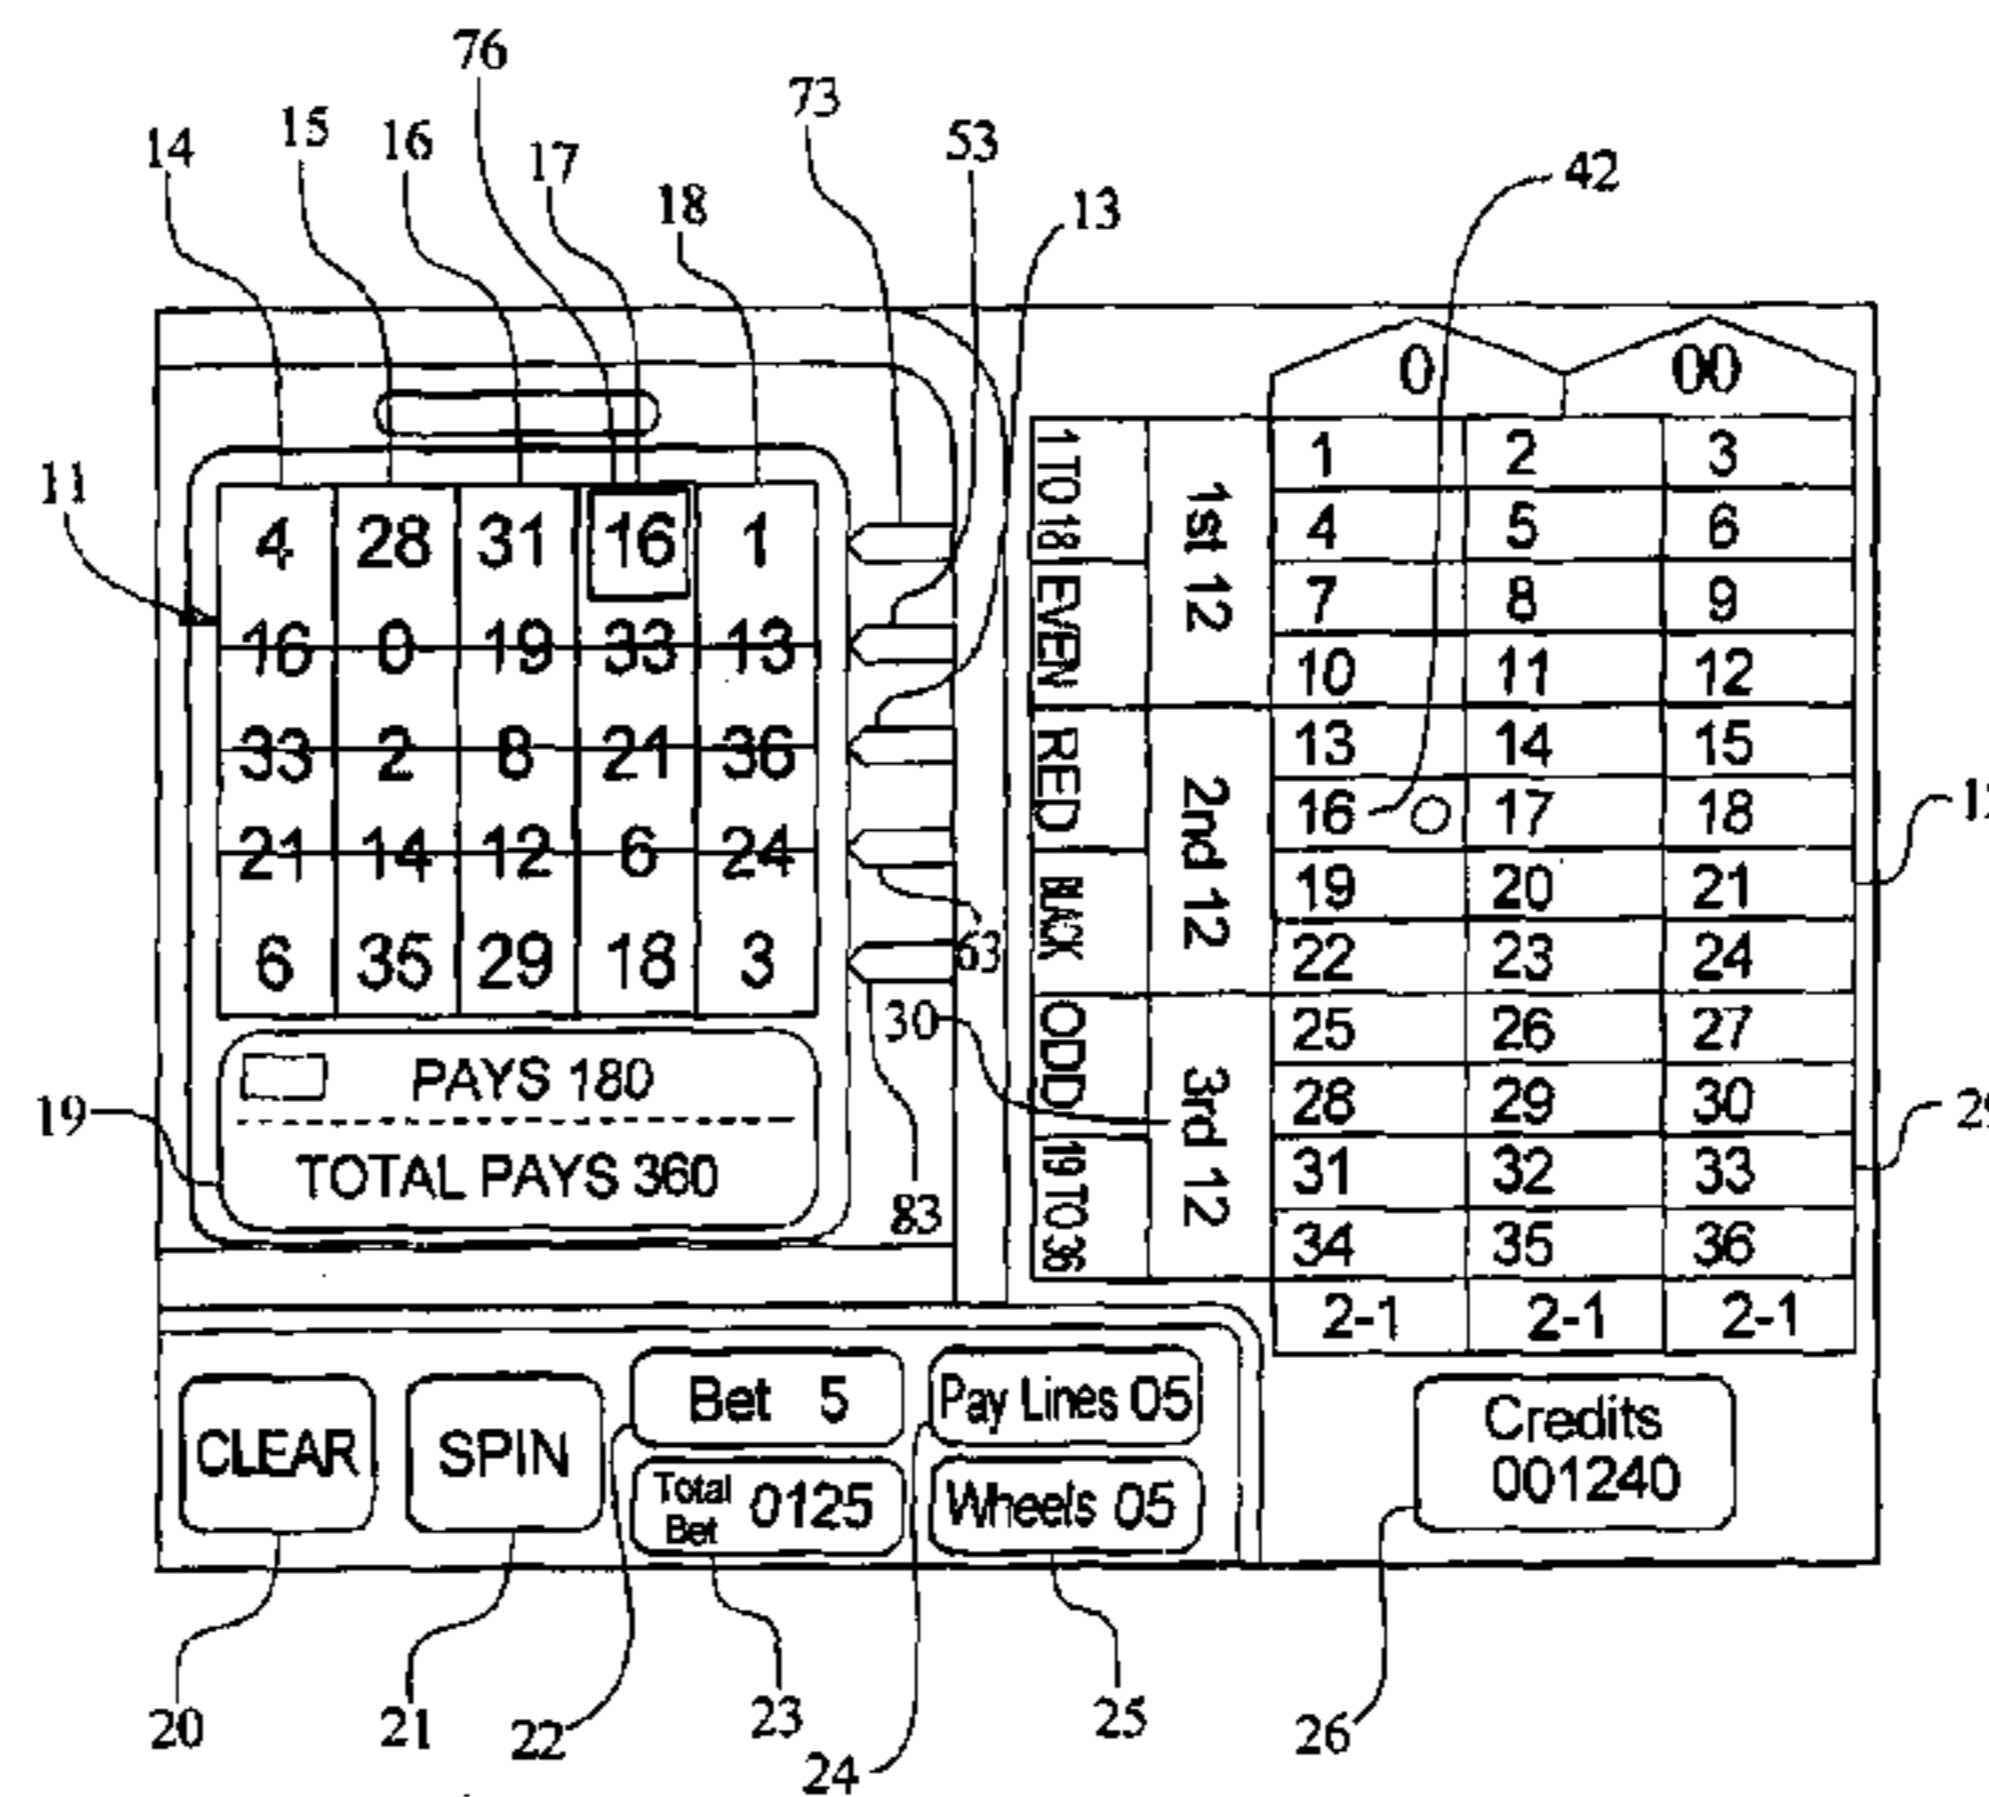 76
73
53
14
15
16
17
42
18
13
0 00
11
4 28 31 16 1
16 0 19 33 13
33 2 8 21 36
21 14 12 6 24
6 35 29 18 3
63
30
PAYS 180
TOTAL PAYS 360
19
83
1 TO 18
EVEN
RED
BLACK
ODD
19 TO 36
1st 12
2nd 12
3rd 12
1 2 3
4 5 6
7 8 9
10 11 12
13 14 15
16 17 18
19 20 21
22 23 24
25 26 27
28 29 30
31 32 33
34 35 36
2-1 2-1 2-1
CLEAR
SPIN
Bet 5
Total
Bet 0125
Pay Lines 05
Wheels 05
Credits
001240
20
21
22
23
24
25
26